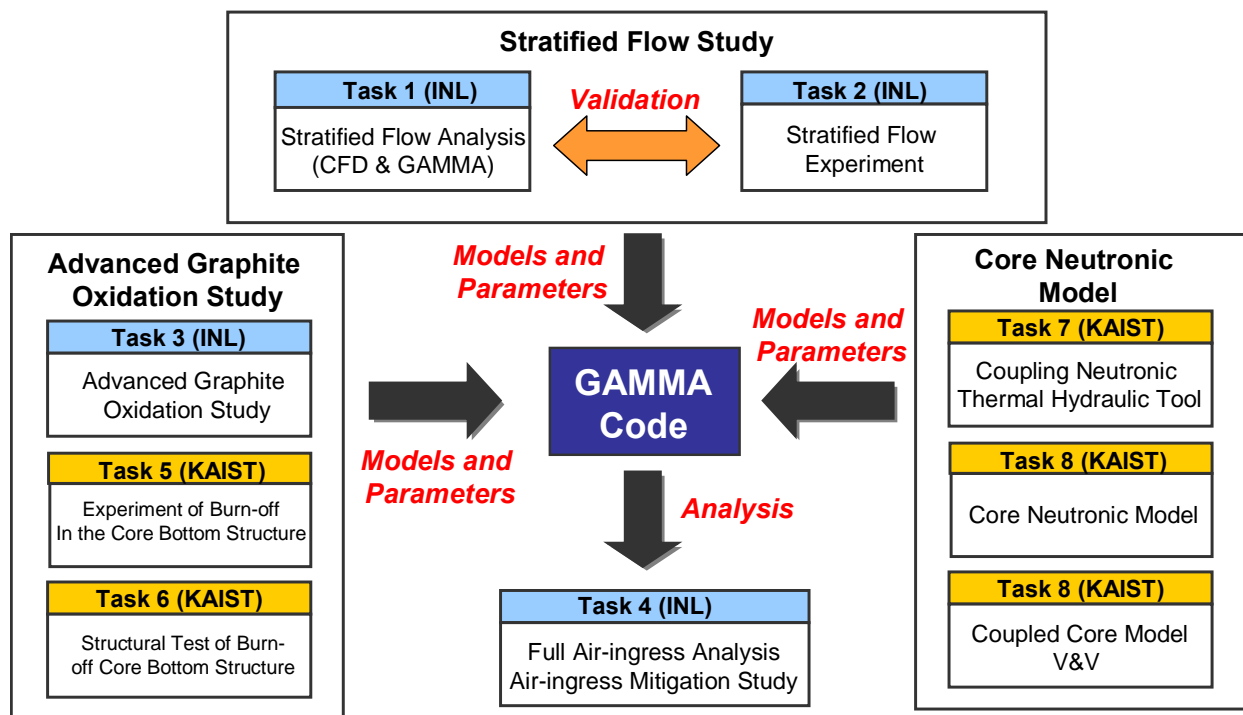 Stratified Flow Study
Task 1 (INL)
Stratified Flow Analysis
(CFD & GAMMA)
Validation
Task 2 (INL)
Stratified Flow
Experiment
Advanced Graphite
Oxidation Study
Task 3 (INL)
Advanced Graphite
Oxidation Study
Task 5 (KAIST)
Experiment of Burn-off
In the Core Bottom Structure
Task 6 (KAIST)
Structural Test of Burn-
off Core Bottom Structure
Models and
Parameters
Models and
Parameters
GAMMA
Code
Models and
Parameters
Analysis
Task 4 (INL)
Full Air-ingress Analysis
Air-ingress Mitigation Study
Core Neutronic
Model
Task 7 (KAIST)
Coupling Neutronic
Thermal Hydraulic Tool
Task 8 (KAIST)
Core Neutronic Model
Task 8 (KAIST)
Coupled Core Model
V&V